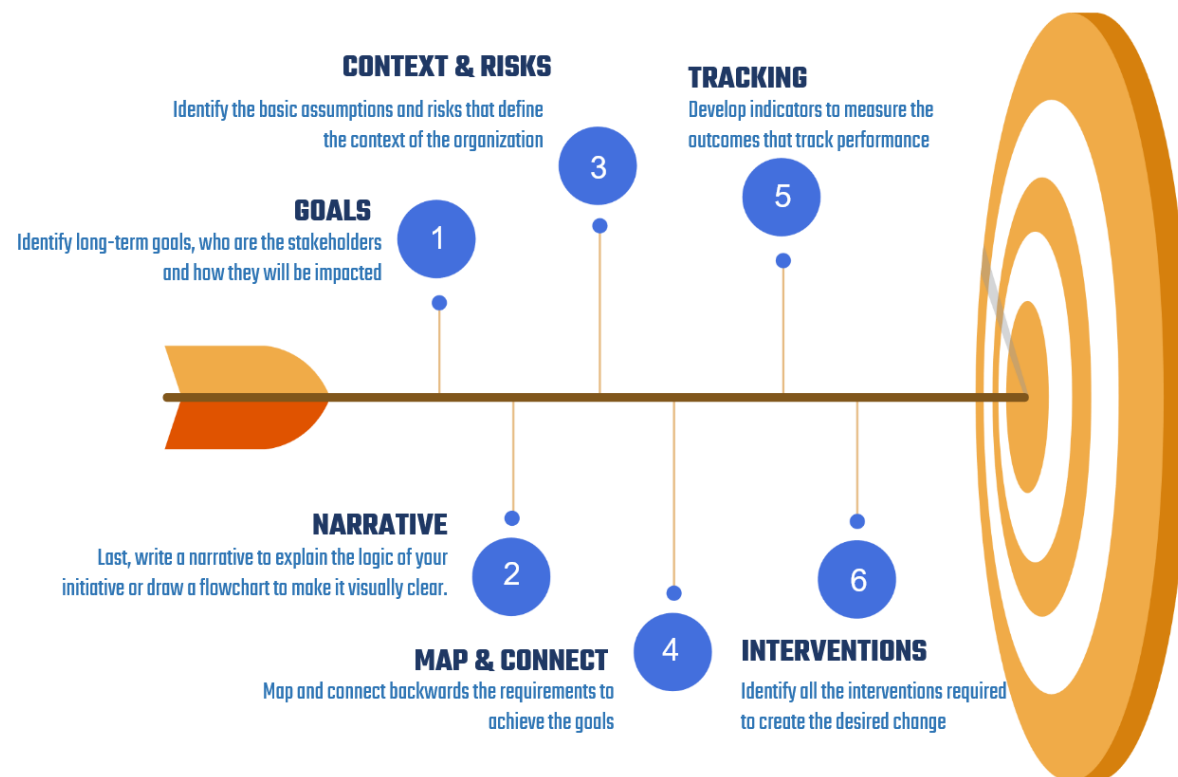 CONTEXT & RISKS
Identify the basic assumptions and risks that define
the context of the organization
3
TRACKING
Develop indicators to measure the
outcomes that track performance
5
GOALS
Identify long-term goals, who are the stakeholders
and how they will be impacted
1
NARRATIVE
Last, write a narrative to explain the logic of your
initiative or draw a flowchart to make it visually clear.
2
MAP & CONNECT
Map and connect backwards the requirements to
achieve the goals
4
6
INTERVENTIONS
Identify all the interventions required
to create the desired change